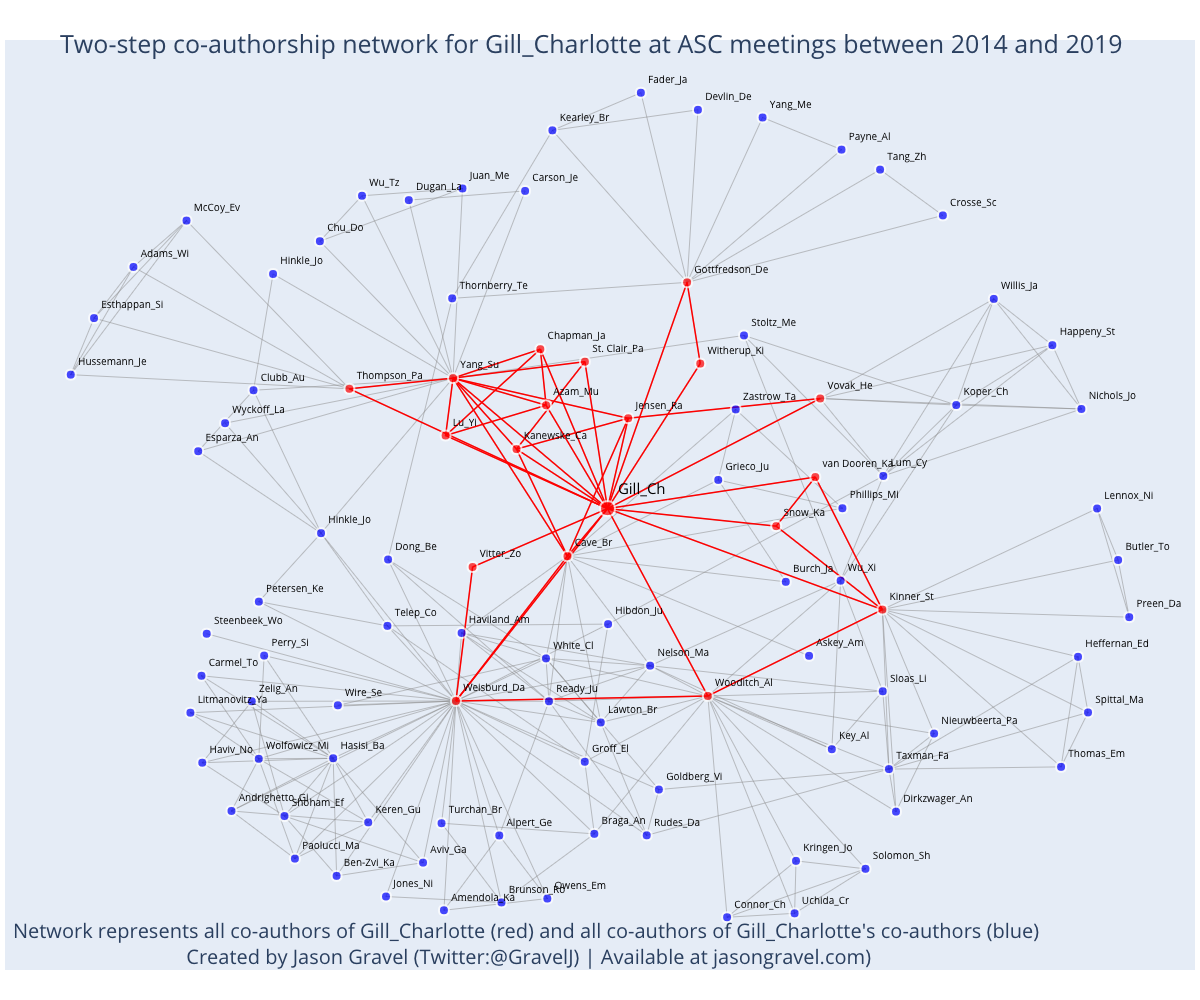 Two-step co-authorship network for Gill_Charlotte at ASC meetings between 2014 and 2019
Fader_Ja
Devlin_De
Yang_Me
Kearley_Br
Payne_Al
Tang_Zh
Juan_Me
Carson_Je
Wu_Tz
Dugan_La
Crosse_Sc
McCoy_Ev
Chu_Do
Adams_Wi
Hinkle_Jo
Gottfredson_De
Thornberry_Te
Willis_Ja
Esthappan_Si
Stoltz_Me
Chapman_Ja
Happeny_St
St. Clair_Pa
Witherup_Ki
Hussemann_Je
Yang_Su
Thompson_Pa
Clubb_Au
Vovak_He
Azam_Mu
Zastrow_Ta
Koper_Ch
Nichols_Jo
Jensen_Ra
Wyckoff_La
Lu_Yi
Kanewske_Ca
Esparza_An
van Dooren_Ka
Lum_Cy
Grieco_Ju
Gill_Ch
Phillips_Mi
Lennox_Ni
Snow_Ka
Hinkle_Jo
Cave_Br
Dong_Be
Vitter_Zo
Butler_To
Burch_Ja
Wu_Xi
Petersen_Ke
Kinner_St
Preen_Da
Telep_Co
Haviland_Am
Hibdon_Ju
Steenbeek_Wo
Perry_Si
White_Cl
Nelson_Ma
Askey_Am
Heffernan_Ed
Carmel_To
Zelig_An
Litmanovitz_Ya
Wire_Se
Weisburd_Da
Ready_Ju
Wooditch_Al
Sloas_Li
Spittal_Ma
Lawton_Br
Nieuwbeerta_Pa
Haviv_No
Wolfowicz_Mi
Hasisi_Ba
Key_Al
Groff_El
Taxman_Fa
Thomas_Em
Goldberg_Vi
Andrighetto_Gi
Shoham_Ef
Keren_Gu
Turchan_Br
Alpert_Ge
Braga_An
Rudes_Da
Dirkzwager_An
Paolucci_Ma
Ben-Zvi_Ka
Aviv_Ga
Kringen_Jo
Solomon_Sh
Jones_Ni
Amendola_Ka
Brunson_Ro
Owens_Em
Connor_Ch
Uchida_Cr
Network represents all co-authors of Gill_Charlotte (red) and all co-authors of Gill_Charlotte's co-authors (blue)
Created by Jason Gravel (Twitter:@GravelJ) | Available at jasongravel.com)